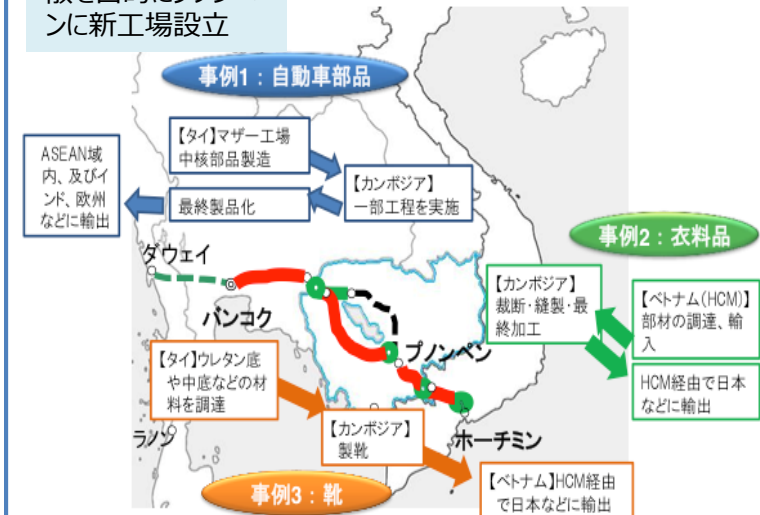 ンに新工場設立
事例1：自動車部品
【タイ】マザー工場
中核部品製造
ASEAN域
内、及びイ
ンド、欧州
などに輸出
最終製品化
【カンボジア】
一部工程を実施
事例2：衣料品
ダウェイ
バンコク
【カンボジア】
裁断・縫製・最
終加工
【ベトナム(HCM)】
部材の調達、輸
入
プノンペン
【タイ】ウレタン底
や中底などの材
料を調達
HCM経由で日本
などに輸出
ラノン
【カンボジア】
製靴
ホーチミン
事例3：靴
【ベトナム】HCM経由
で日本などに輸出